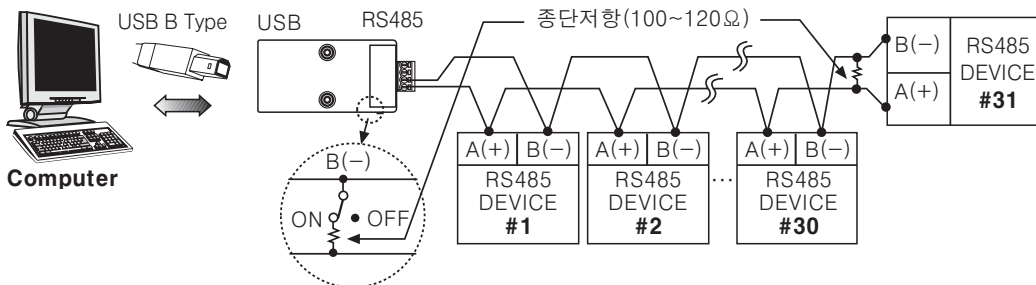 USB B Type
USB
RS485
종단저항(100~120Ω)
Computer
B(−)
ON
OFF
A(+)
B(−)
RS485
DEVICE
#1
A(+)
B(−)
RS485
DEVICE
#2
...
A(+)
B(−)
RS485
DEVICE
#30
B(−)
A(+)
RS485
DEVICE
#31